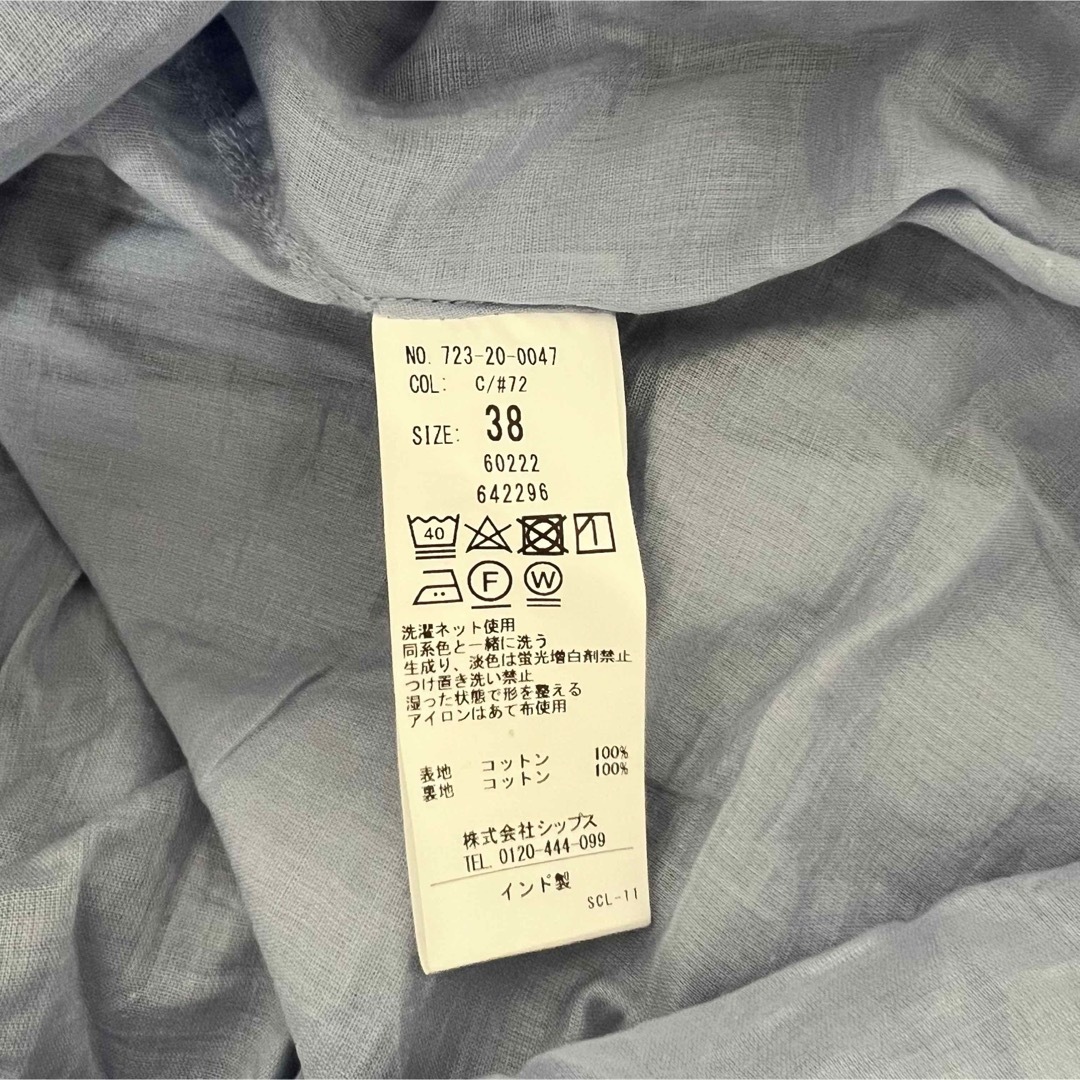 NO. 723-20-0047
COL: C/#72
SIZE: 38
60222
642296
40
F W
洗濯ネット使用
同系色と一緒に洗う
生成り、淡色は蛍光増白剤禁止
つけ置き洗い禁止
湿った状態で形を整える
アイロンはあて布使用
表地 コットン 100%
裏地 コットン 100%
株式会社シップス
TEL. 0120-444-099
インド製
SCL-11